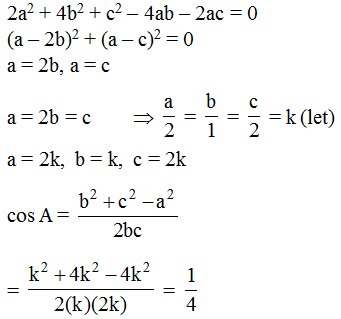 2a² + 4b² + c² – 4ab – 2ac = 0
(a – 2b)² + (a – c)² = 0
a = 2b, a = c
a = 2b = c ⇒ a/2 = b/1 = c/2 = k (let)
a = 2k, b = k, c = 2k
cos A = (b² + c² – a²)/(2bc)
= (k² + 4k² – 4k²)/(2(k)(2k)) = 1/4